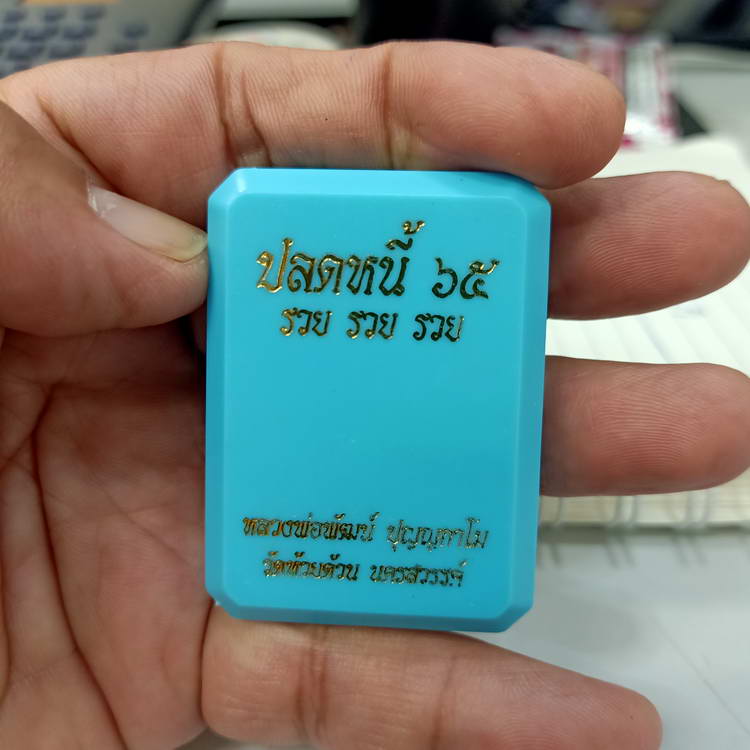 ปลดหนี้ ๖๕
รวย รวย รวย
หลวงพ่อพัฒน์ ปุญฺญกาโม
วัดห้วยด้วน นครสวรรค์